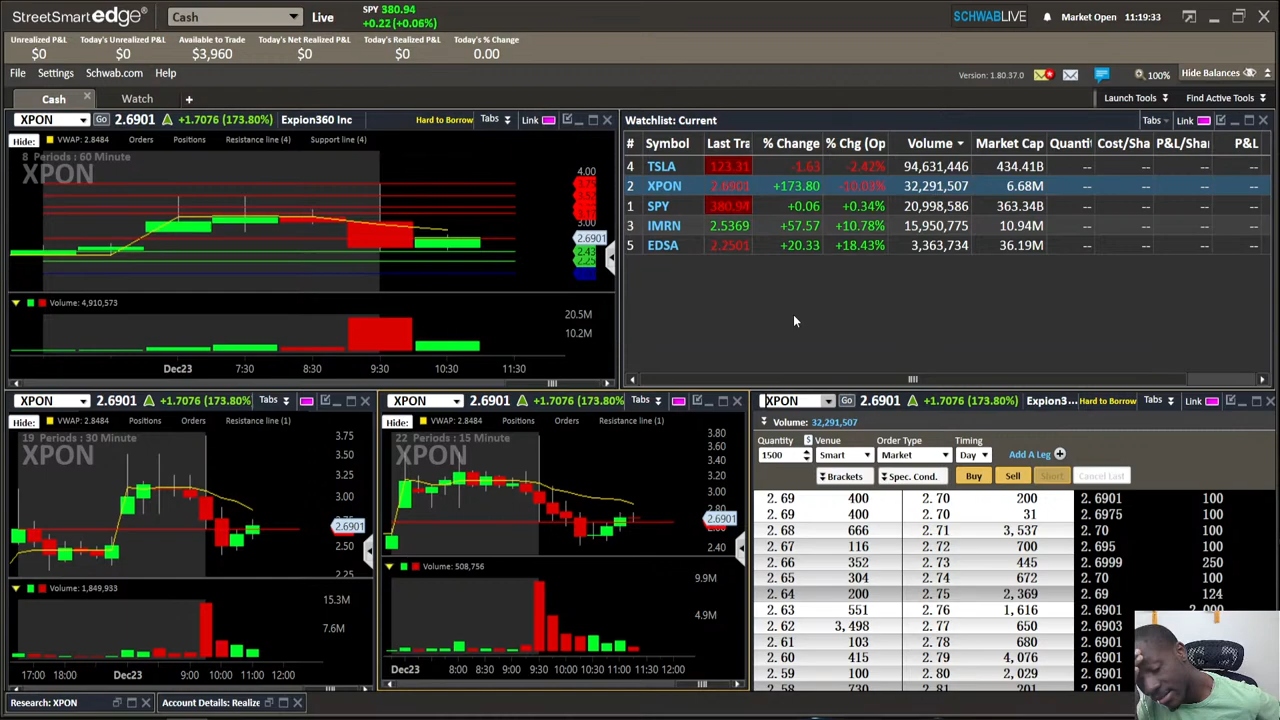 StreetSmart edge® Cash Live SPY 380.94 +0.22 (+0.06%) SCHWABLIVE Market Open 11:19:33
Unrealized P&L Today's Unrealized P&L Available to Trade Today's Net Realized P&L Today's Realized P&L Today's % Change
$0 $0 $3,960 $0 $0 0.00
File Settings Schwab.com Help Version: 1.80.37.0 100% Hide Balances
Cash Watch + Launch Tools Find Active Tools
XPON Go 2.6901 +1.7076 (173.80%) Expion360 Inc Hard to Borrow Tabs Link
Hide: VWAP: 2.8484 Orders Positions Resistance line (4) Support line (4)
8 Periods : 60 Minute
XPON
4.00
3.00
2.6901
Volume: 4,910,573
20.5M
10.2M
Dec23 7:30 8:30 9:30 10:30 11:30
Watchlist: Current Tabs Link
# Symbol Last Tra % Change % Chg (Op Volume Market Cap Quanti Cost/Sha P&L/Shar P&L
4 TSLA 123.31 -1.63 -2.42% 94,631,446 434.41B -- -- -- --
2 XPON 2.6901 +173.80 -10.03% 32,291,507 6.68M -- -- -- --
1 SPY 380.94 +0.06 +0.34% 20,998,586 363.34B -- -- -- --
3 IMRN 2.5369 +57.57 +10.78% 15,950,775 10.94M -- -- -- --
5 EDSA 2.2501 +20.33 +18.43% 3,363,734 36.19M -- -- -- --
XPON 2.6901 +1.7076 (173.80% Tabs
Hide: VWAP: 2.8484 Positions Orders Resistance line (1)
19 Periods : 30 Minute
XPON
3.75
3.50
3.00
2.6901
2.50
2.25
Volume: 1,849,933
15.3M
7.6M
17:00 18:00 Dec23 9:00 10:00 11:00 12:00
XPON 2.6901 +1.7076 (173.80% Tabs
Hide: VWAP: 2.8484 Positions Orders Resistance line (1)
22 Periods : 15 Minute
XPON
3.80
3.60
3.40
3.20
3.00
2.6901
2.40
Volume: 508,756
9.9M
4.9M
Dec23 8:00 8:30 9:00 9:30 10:00 10:30 11:00 11:30 12:00
XPON Go 2.6901 +1.7076 (173.80%) Expion3... Hard to Borrow Tabs Link
Volume: 32,291,507
Quantity $ Venue Order Type Timing
1500 Smart Market Day Add A Leg
Brackets Spec. Cond. Buy Sell Short Cancel Last
2.69 400 2.70 200 2.6901 100
2.69 400 2.70 31 2.6975 100
2.68 666 2.71 3,537 2.6901 100
2.67 116 2.72 700 2.695 100
2.66 352 2.73 445 2.6999 250
2.65 304 2.74 672 2.70 100
2.64 200 2.75 2,369 2.69 124
2.63 551 2.76 1,616 2.6901 2,000
2.62 3,498 2.77 650 2.6903
2.61 103 2.78 680 2.6901
2.60 415 2.79 4,076 2.6901
2.59 100 2.80 2,029 2.6901
2.58 730 2.81 201 2.6901
Research: XPON Account Details: Realize